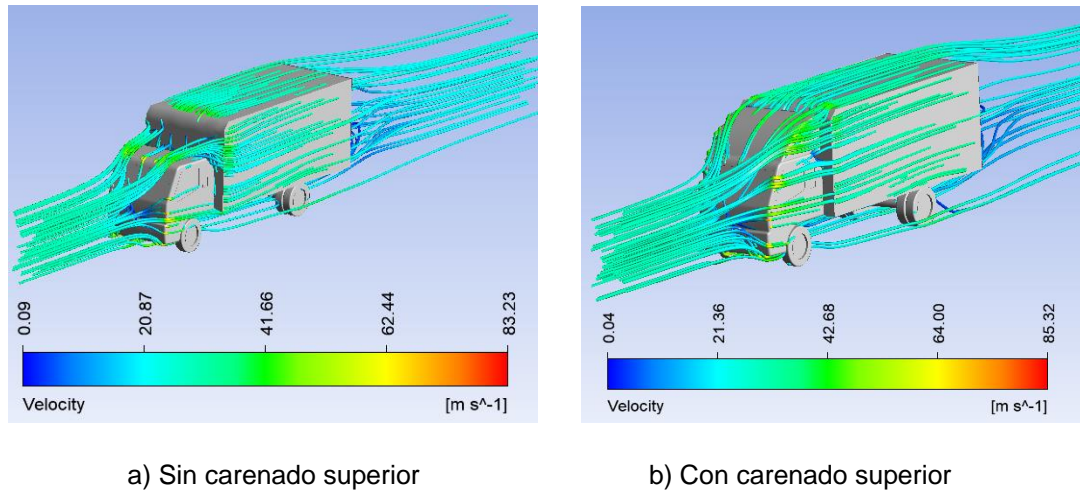 0.09
20.87
41.66
62.44
83.23
Velocity
[m s^-1]
0.04
21.36
42.68
64.00
85.32
Velocity
[m s^-1]
a) Sin carenado superior
b) Con carenado superior